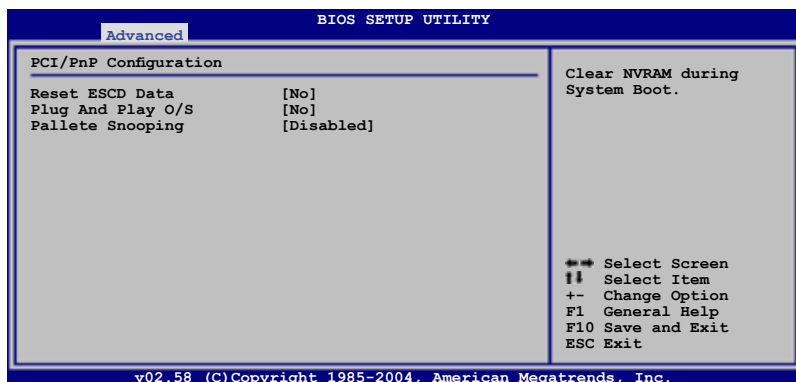 BIOS SETUP UTILITY
Advanced
PCI/PnP Configuration
Reset ESCD Data [No]
Plug And Play O/S [No]
Pallete Snooping [Disabled]
Clear NVRAM during
System Boot.
Select Screen
Select Item
+- Change Option
F1 General Help
F10 Save and Exit
ESC Exit
v02.58 (C)Copyright 1985-2004, American Megatrends, Inc.